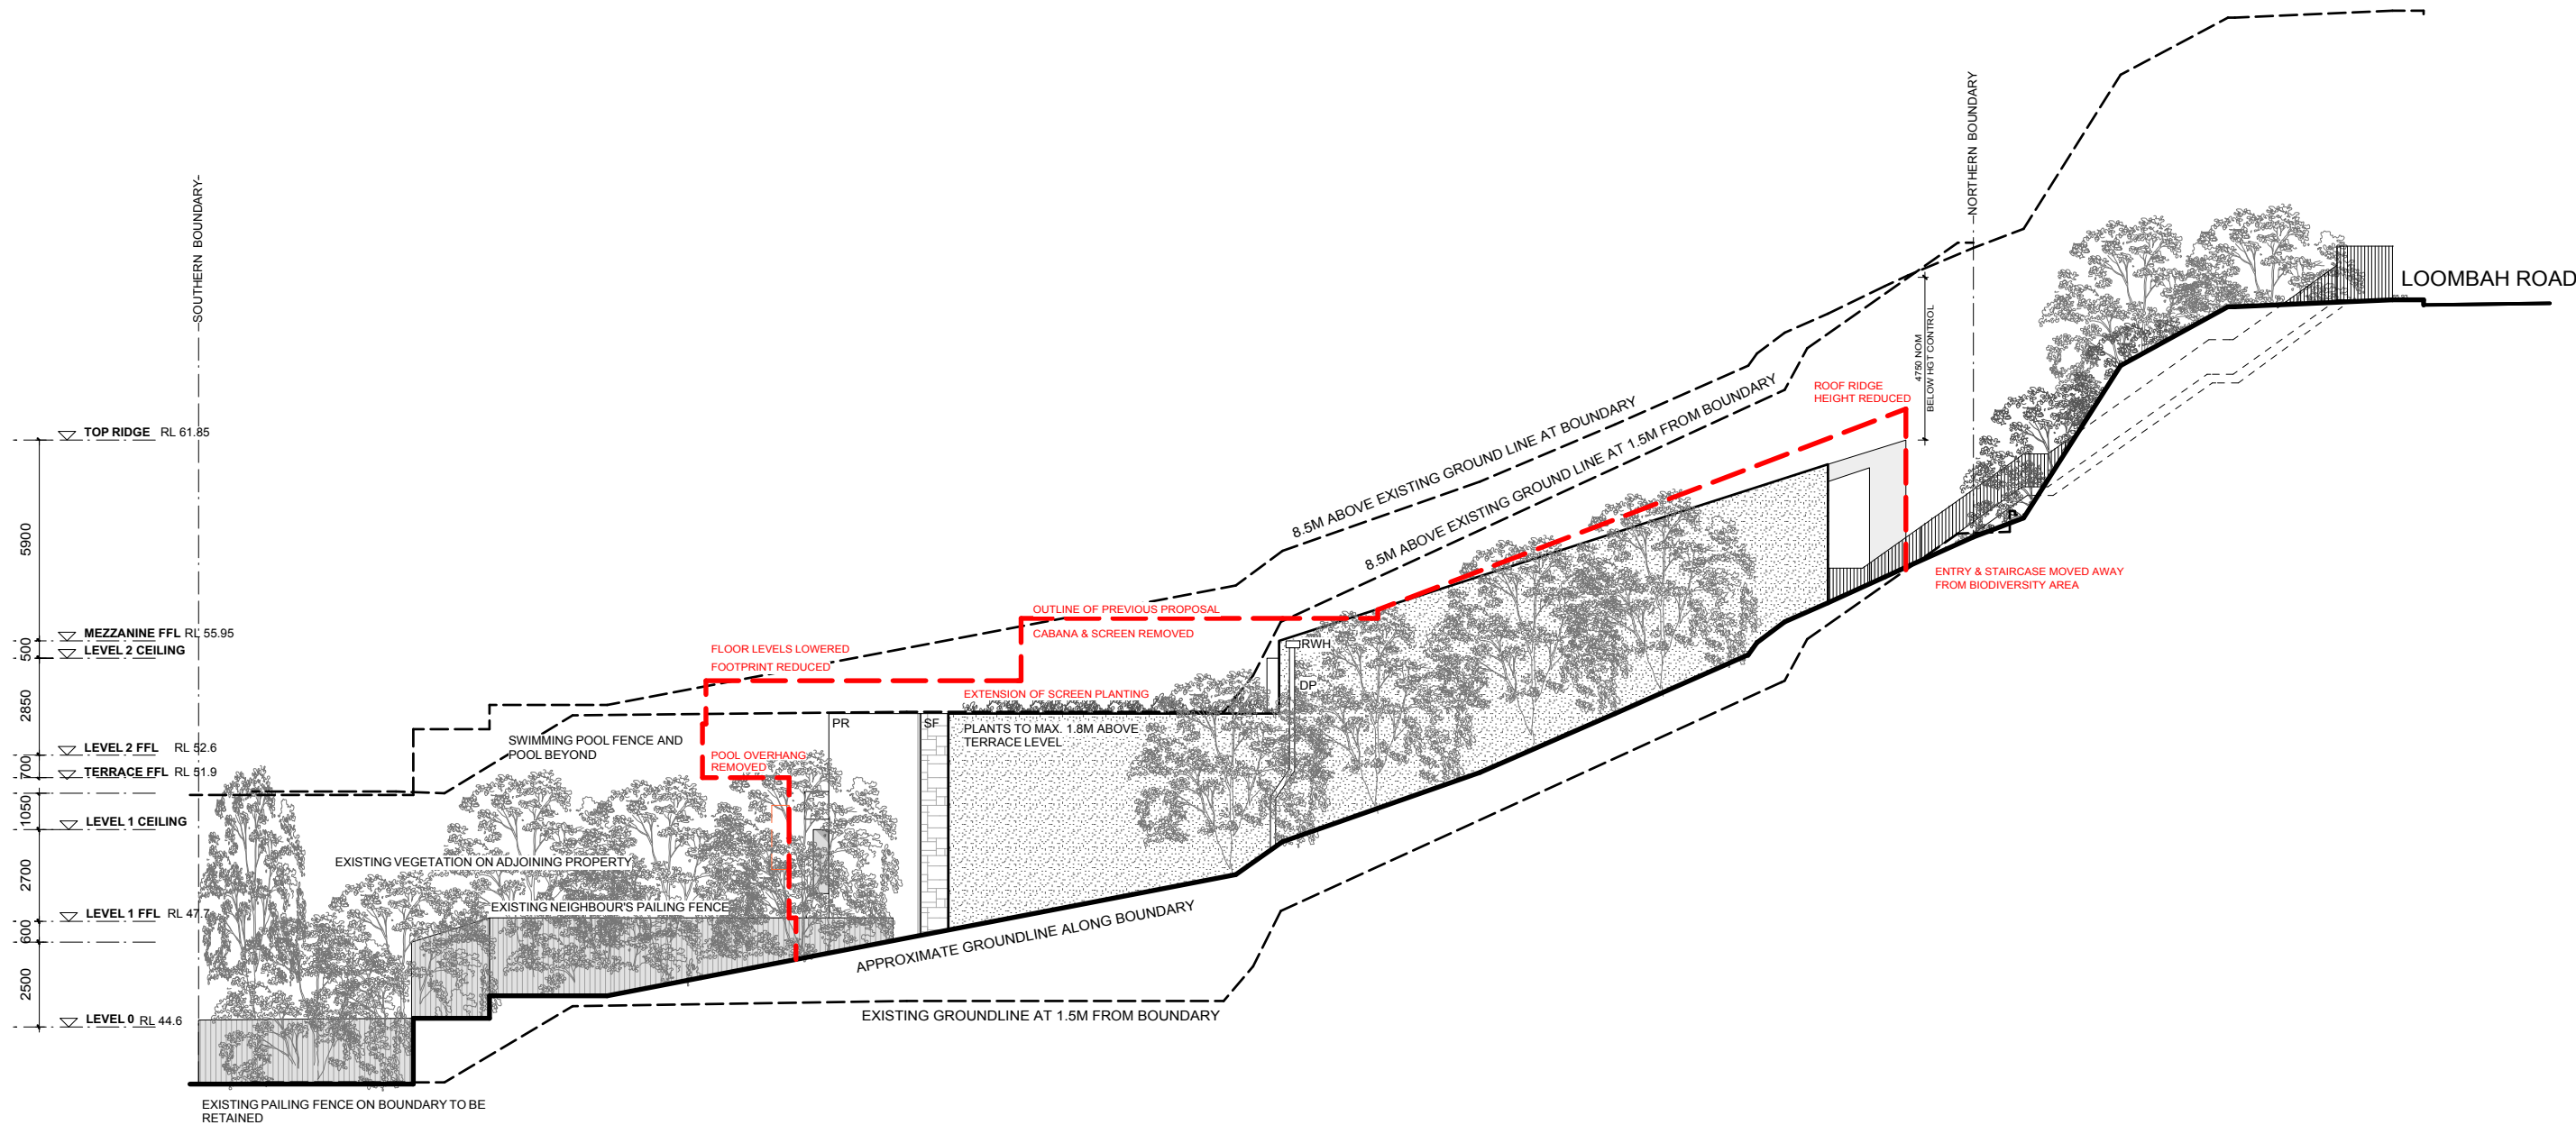 LOOMBAH ROAD
SOUTHERN BOUNDARY
NORTHERN BOUNDARY
4750 NOM
BELOW HGT CONTROL
ROOF RIDGE
HEIGHT REDUCED
8.5M ABOVE EXISTING GROUND LINE AT BOUNDARY
8.5M ABOVE EXISTING GROUND LINE AT 1.5M FROM BOUNDARY
TOP RIDGE RL 61.85
5900
MEZZANINE FFL RL 55.95
500
LEVEL 2 CEILING
2850
LEVEL 2 FFL RL 52.6
700
TERRACE FFL RL 51.9
1050
LEVEL 1 CEILING
2700
LEVEL 1 FFL RL 47.7
600
2500
LEVEL 0 RL 44.6
ENTRY & STAIRCASE MOVED AWAY
FROM BIODIVERSITY AREA
OUTLINE OF PREVIOUS PROPOSAL
CABANA & SCREEN REMOVED
FLOOR LEVELS LOWERED
FOOTPRINT REDUCED
RWH
DP
EXTENSION OF SCREEN PLANTING
PR
SF
PLANTS TO MAX. 1.8M ABOVE
TERRACE LEVEL
SWIMMING POOL FENCE AND
POOL BEYOND
POOL OVERHANG
REMOVED
EXISTING VEGETATION ON ADJOINING PROPERTY
EXISTING NEIGHBOUR'S PAILING FENCE
APPROXIMATE GROUNDLINE ALONG BOUNDARY
EXISTING GROUNDLINE AT 1.5M FROM BOUNDARY
EXISTING PAILING FENCE ON BOUNDARY TO BE
RETAINED